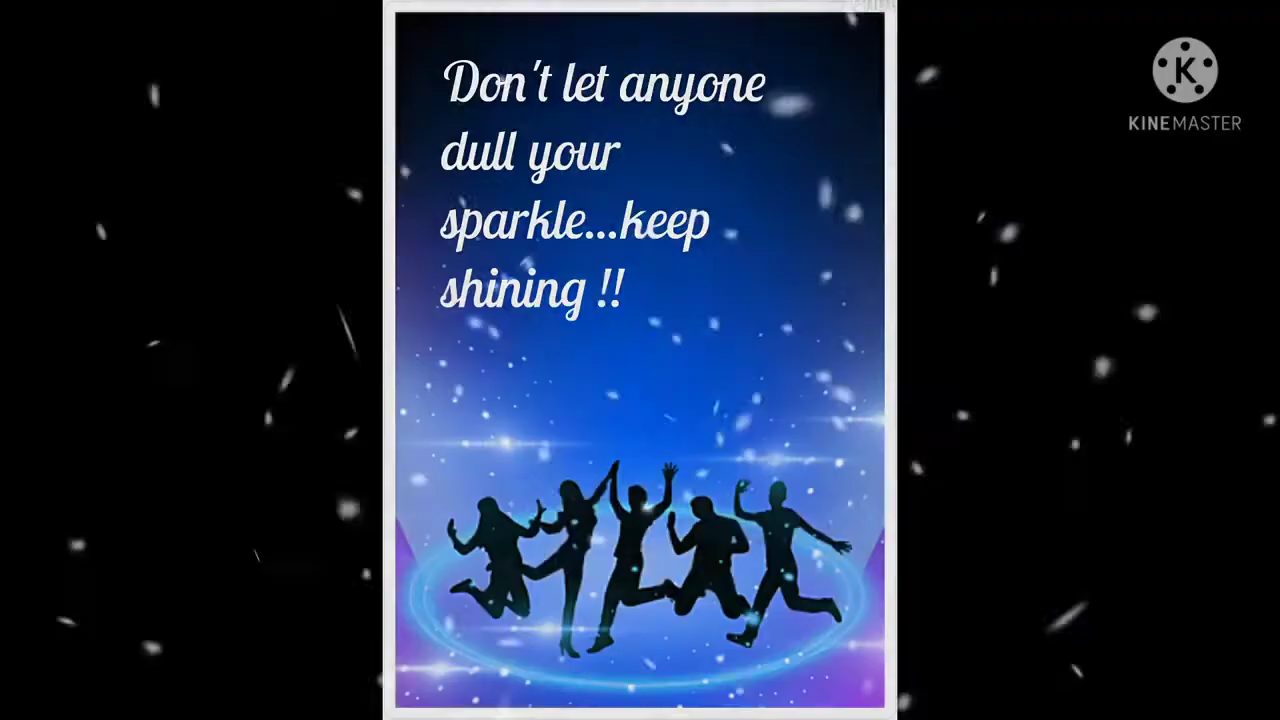 Don't let anyone
dull your
sparkle...keep
shining !!
KINEMASTER